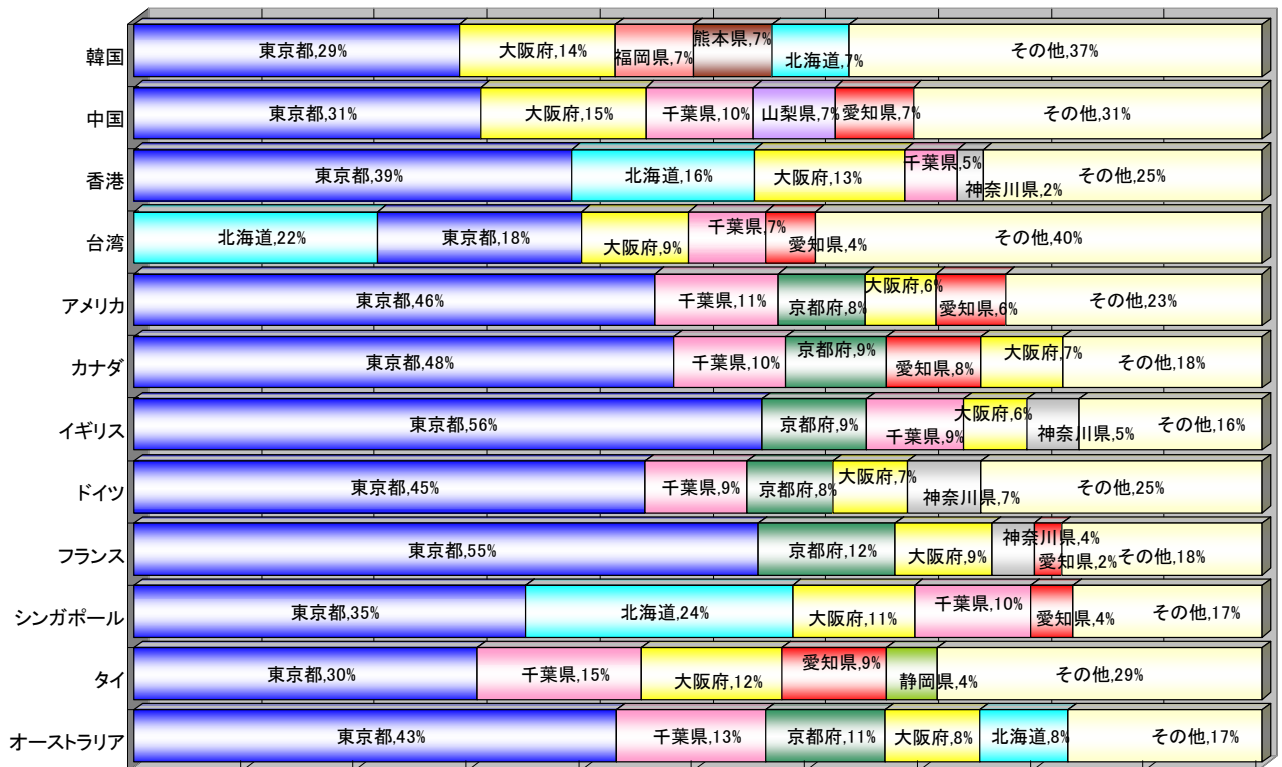 韓国 東京都,29% 大阪府,14% 福岡県,7% 熊本県,7% 北海道,7% その他,37%
中国 東京都,31% 大阪府,15% 千葉県,10% 山梨県,7% 愛知県,7% その他,31%
香港 東京都,39% 北海道,16% 大阪府,13% 千葉県,5% 神奈川県,2% その他,25%
台湾 北海道,22% 東京都,18% 大阪府,9% 千葉県,7% 愛知県,4% その他,40%
アメリカ 東京都,46% 千葉県,11% 京都府,8% 大阪府,6% 愛知県,6% その他,23%
カナダ 東京都,48% 千葉県,10% 京都府,9% 愛知県,8% 大阪府,7% その他,18%
イギリス 東京都,56% 京都府,9% 千葉県,9% 大阪府,6% 神奈川県,5% その他,16%
ドイツ 東京都,45% 千葉県,9% 京都府,8% 大阪府,7% 神奈川県,7% その他,25%
フランス 東京都,55% 京都府,12% 大阪府,9% 神奈川県,4% 愛知県,2% その他,18%
シンガポール 東京都,35% 北海道,24% 大阪府,11% 千葉県,10% 愛知県,4% その他,17%
タイ 東京都,30% 千葉県,15% 大阪府,12% 愛知県,9% 静岡県,4% その他,29%
オーストラリア 東京都,43% 千葉県,13% 京都府,11% 大阪府,8% 北海道,8% その他,17%